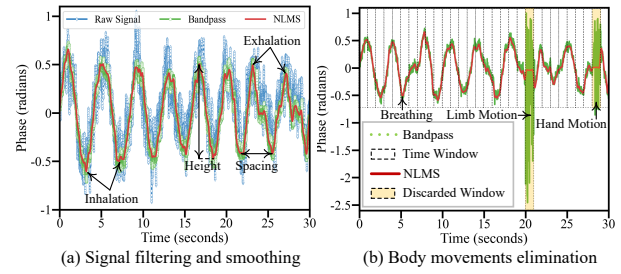 Raw Signal
Bandpass
NLMS
Exhalation
Height
Spacing
Inhalation
Phase (radians)
1
0.5
0
-0.5
-1
0 5 10 15 20 25 30
Time (seconds)
(a) Signal filtering and smoothing
Phase (radians)
1.0
0.5
0
-0.5
-1
-1.5
-2
-2.5
Breathing
Limb Motion
Hand Motion
Bandpass
Time Window
NLMS
Discarded Window
0 5 10 15 20 25 30
Time (seconds)
(b) Body movements elimination